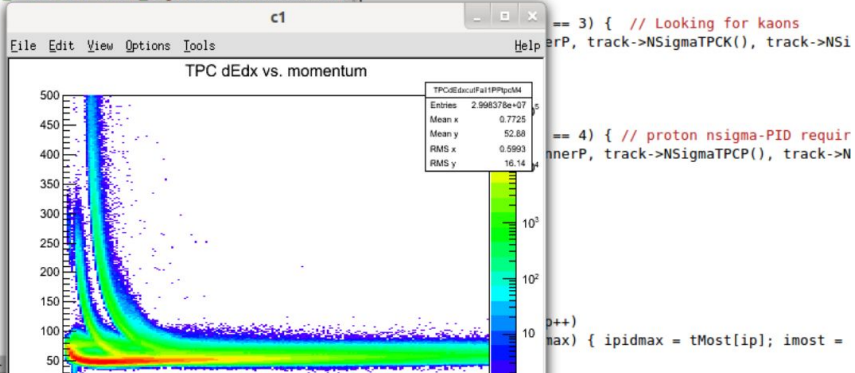 c1
File Edit View Options Tools Help
TPC dEdx vs. momentum
TPCdEdxcutFail1PPtpcM4
Entries 2.998378e+07
Mean x 0.7725
Mean y 52.88
RMS x 0.5993
RMS y 16.14
500
450
400
350
300
250
200
150
100
50
10³
10²
10
== 3) { // Looking for kaons
erP, track->NSigmaTPCK(), track->NSi
== 4) { // proton nsigma-PID requir
nnerP, track->NSigmaTPCP(), track->N
p++)
max) { ipidmax = tMost[ip]; imost =